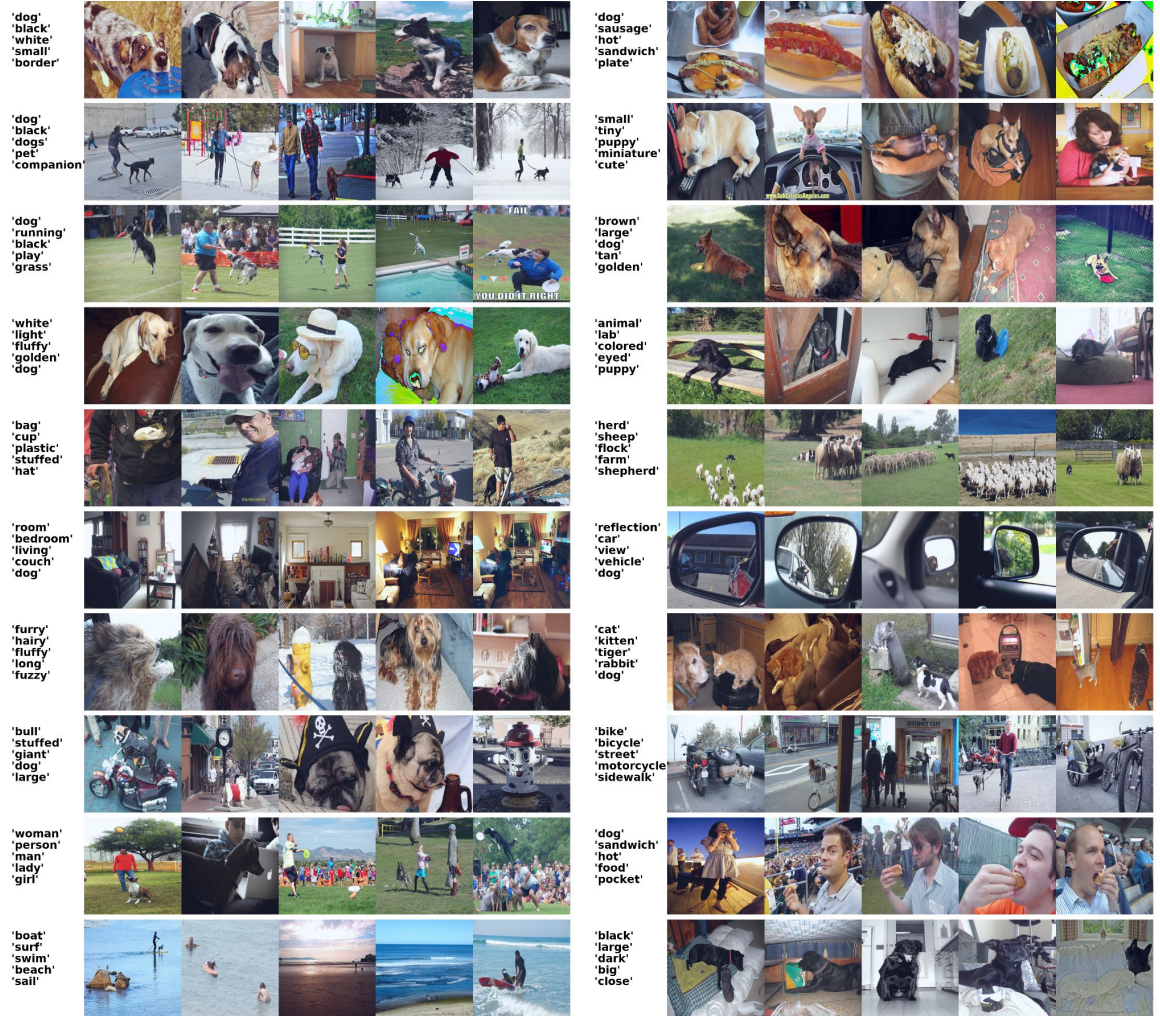 'dog'
'black'
'white'
'small'
'border'
'dog'
'sausage'
'hot'
'sandwich'
'plate'
'dog'
'black'
'dogs'
'pet'
'companion'
'small'
'tiny'
'puppy'
'miniature'
'cute'
'dog'
'running'
'black'
'play'
'grass'
FAIL
YOU DID IT RIGHT
'brown'
'large'
'dog'
'tan'
'golden'
'white'
'light'
'fluffy'
'golden'
'dog'
'animal'
'lab'
'colored'
'eyed'
'puppy'
'bag'
'cup'
'plastic'
'stuffed'
'hat'
'herd'
'sheep'
'flock'
'farm'
'shepherd'
'room'
'bedroom'
'living'
'couch'
'dog'
'reflection'
'car'
'view'
'vehicle'
'dog'
'furry'
'hairy'
'fluffy'
'long'
'fuzzy'
'cat'
'kitten'
'tiger'
'rabbit'
'dog'
'bull'
'stuffed'
'giant'
'dog'
'large'
'bike'
'bicycle'
'street'
'motorcycle'
'sidewalk'
'woman'
'person'
'man'
'lady'
'girl'
'dog'
'sandwich'
'hot'
'food'
'pocket'
'boat'
'surf'
'swim'
'beach'
'sail'
'black'
'large'
'dark'
'big'
'close'